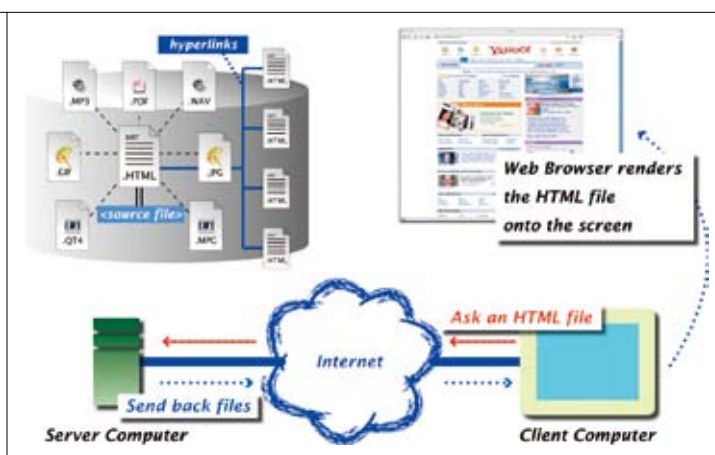 hyperlinks
.MP3
.PDF
.WAV
.HTML
.GIF
.HTML
.JPG
.HTML
.HTML
<source file>
.QT4
.MPG
.HTML
YAHOO!
Web Browser renders
the HTML file
onto the screen
Ask an HTML file
Internet
Send back files
Server Computer
Client Computer